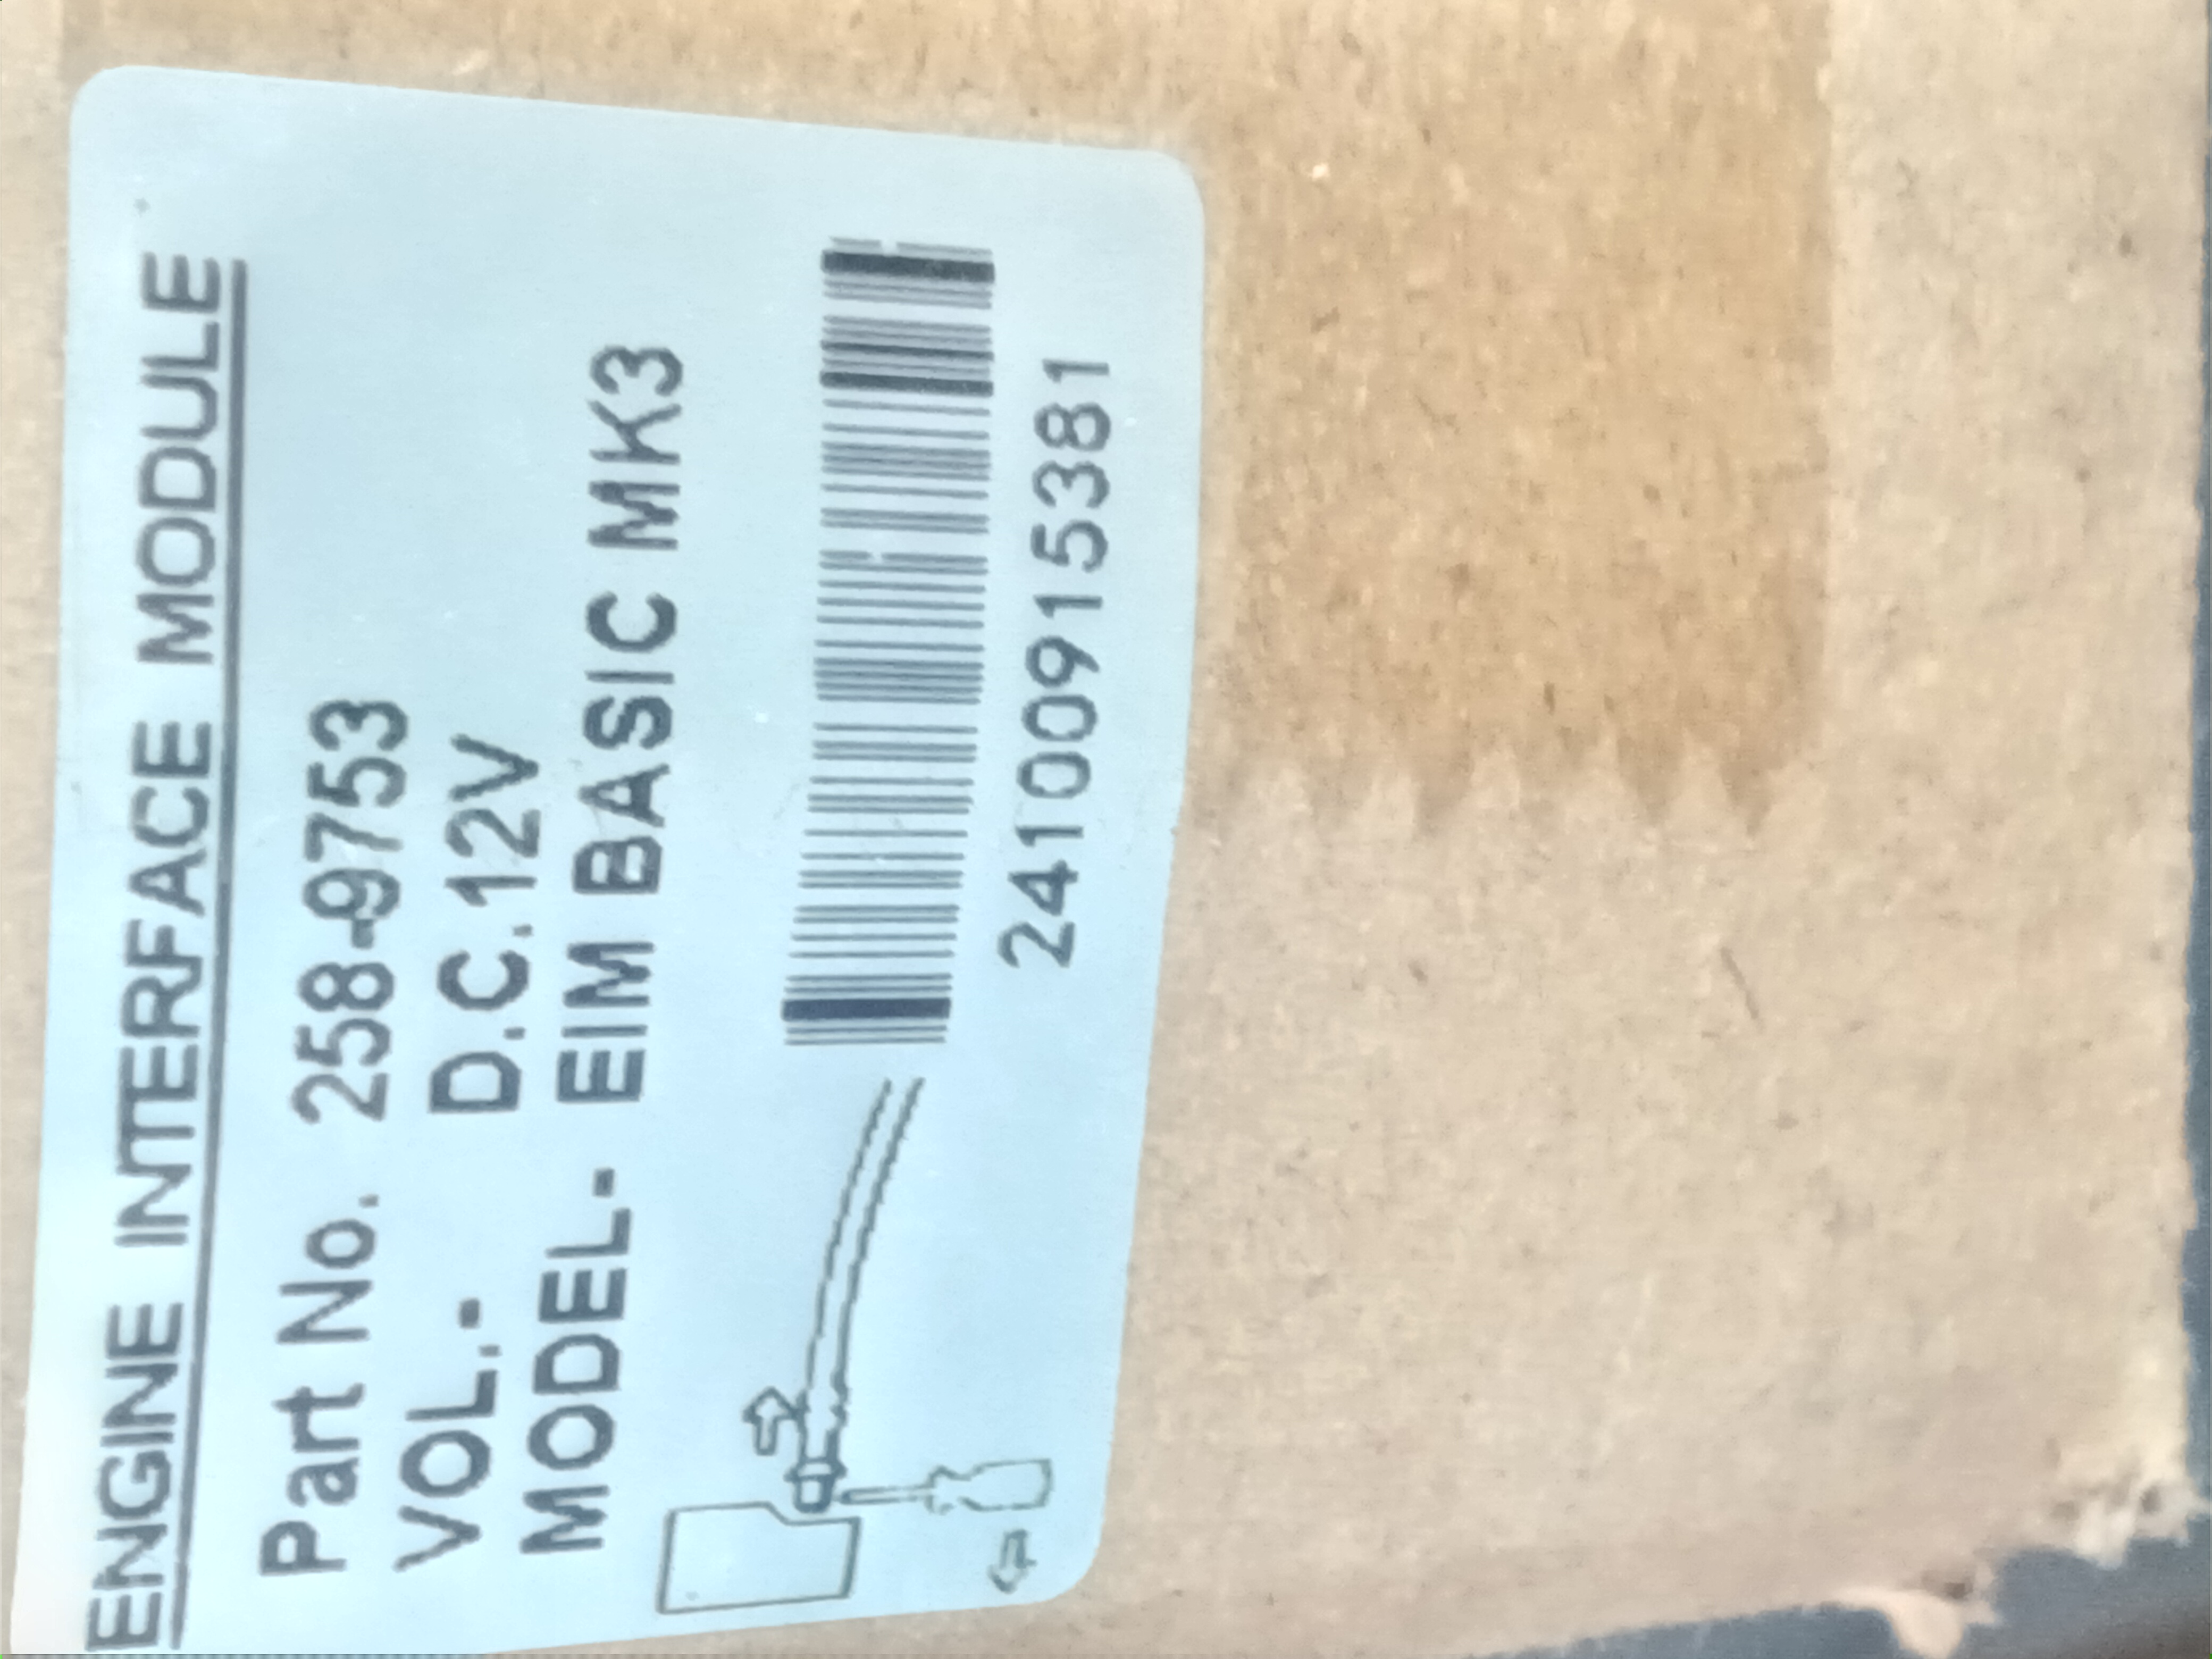 ENGINE INTERFACE MODULE
Part No. 258-9753
VOL.- D.C.12V
MODEL- EIM BASIC MK3
24100915381